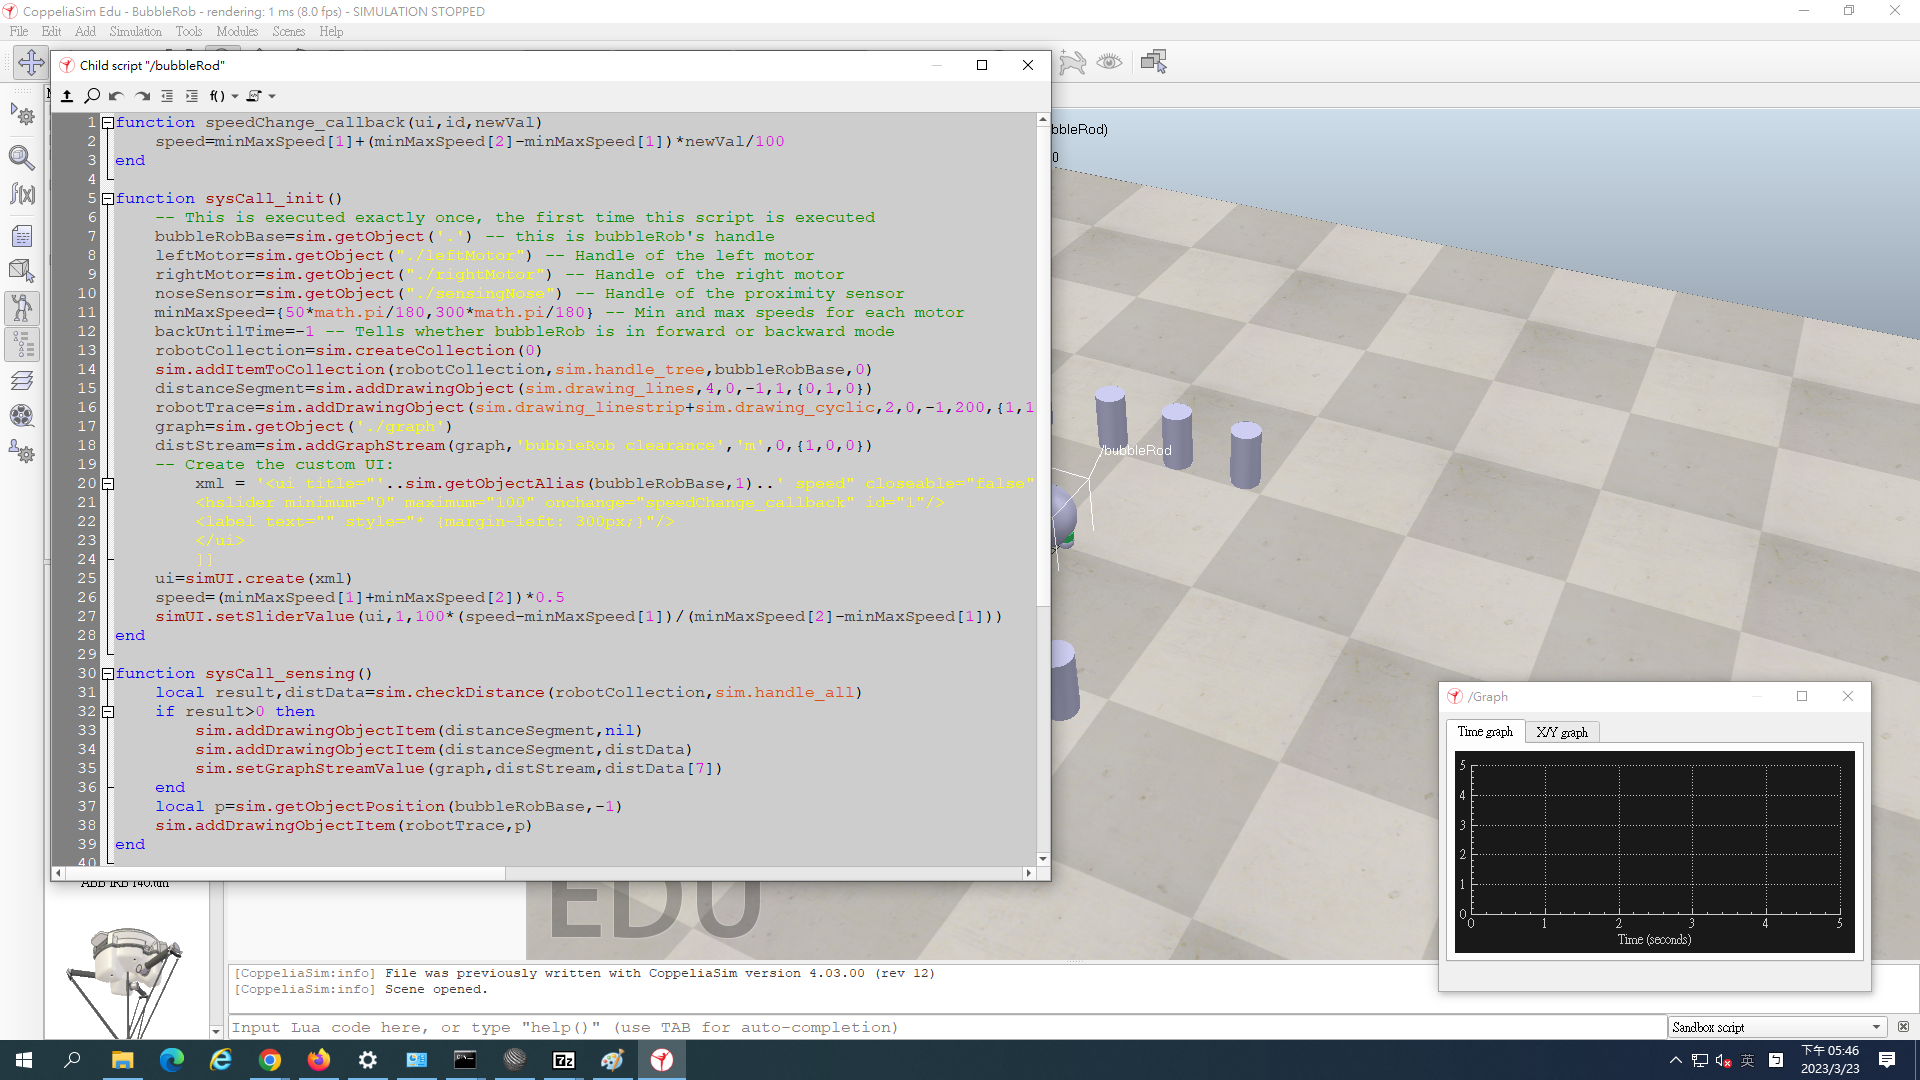 CoppeliaSim Edu - BubbleRob - rendering: 1 ms (8.0 fps) - SIMULATION STOPPED
File Edit Add Simulation Tools Modules Scenes Help
Child script "/bubbleRod"
f()
1 function speedChange_callback(ui,id,newVal)
2 speed=minMaxSpeed[1]+(minMaxSpeed[2]-minMaxSpeed[1])*newVal/100
3 end
4
5 function sysCall_init()
6 -- This is executed exactly once, the first time this script is executed
7 bubbleRobBase=sim.getObject('.') -- this is bubbleRob's handle
8 leftMotor=sim.getObject("./leftMotor") -- Handle of the left motor
9 rightMotor=sim.getObject("./rightMotor") -- Handle of the right motor
10 noseSensor=sim.getObject("./sensingNose") -- Handle of the proximity sensor
11 minMaxSpeed={50*math.pi/180,300*math.pi/180} -- Min and max speeds for each motor
12 backUntilTime=-1 -- Tells whether bubbleRob is in forward or backward mode
13 robotCollection=sim.createCollection(0)
14 sim.addItemToCollection(robotCollection,sim.handle_tree,bubbleRobBase,0)
15 distanceSegment=sim.addDrawingObject(sim.drawing_lines,4,0,-1,1,{0,1,0})
16 robotTrace=sim.addDrawingObject(sim.drawing_linestrip+sim.drawing_cyclic,2,0,-1,200,{1,1
17 graph=sim.getObject('./graph')
18 distStream=sim.addGraphStream(graph,'bubbleRob clearance','m',0,{1,0,0})
19 -- Create the custom UI:
20 xml = '<ui title="'..sim.getObjectAlias(bubbleRobBase,1)..' speed" closeable="false"
21 <hslider minimum="0" maximum="100" onchange="speedChange_callback" id="1"/>
22 <label text="" style="* {margin-left: 300px;}"/>
23 </ui>
24 ]]
25 ui=simUI.create(xml)
26 speed=(minMaxSpeed[1]+minMaxSpeed[2])*0.5
27 simUI.setSliderValue(ui,1,100*(speed-minMaxSpeed[1])/(minMaxSpeed[2]-minMaxSpeed[1]))
28 end
29
30 function sysCall_sensing()
31 local result,distData=sim.checkDistance(robotCollection,sim.handle_all)
32 if result>0 then
33 sim.addDrawingObjectItem(distanceSegment,nil)
34 sim.addDrawingObjectItem(distanceSegment,distData)
35 sim.setGraphStreamValue(graph,distStream,distData[7])
36 end
37 local p=sim.getObjectPosition(bubbleRobBase,-1)
38 sim.addDrawingObjectItem(robotTrace,p)
39 end
40
bbleRod)
0
/bubbleRod
/Graph
Time graph X/Y graph
5
4
3
2
1
0
0 1 2 3 4 5
Time (seconds)
ABB IRB 140.ttm
EDU
[CoppeliaSim:info] File was previously written with CoppeliaSim version 4.03.00 (rev 12)
[CoppeliaSim:info] Scene opened.
Input Lua code here, or type "help()" (use TAB for auto-completion)
Sandbox script
7z
英
下午 05:46
2023/3/23